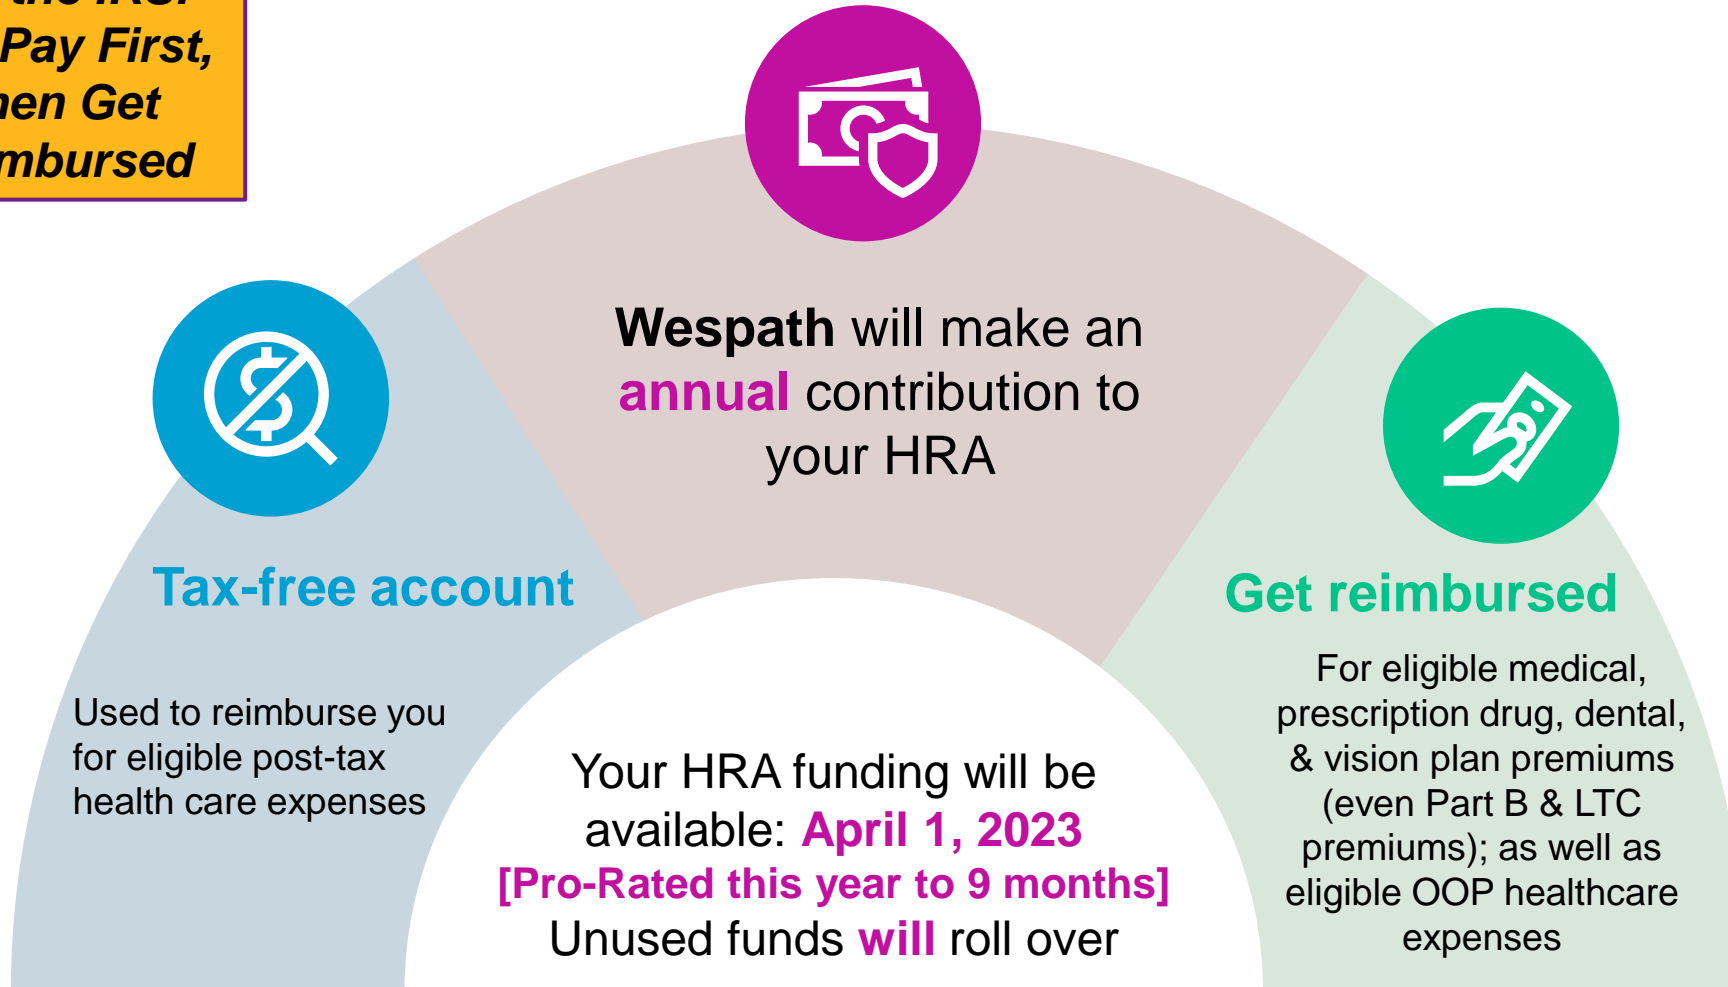 the IRS:
Pay First,
Get
Reimbursed
Wespath will make an
annual contribution to
your HRA
Tax-free account
Used to reimburse you
for eligible post-tax
health care expenses
Get reimbursed
For eligible medical,
prescription drug, dental,
& vision plan premiums
(even Part B & LTC
premiums); as well as
eligible OOP healthcare
expenses
Your HRA funding will be
available: April 1, 2023
[Pro-Rated this year to 9 months]
Unused funds will roll over